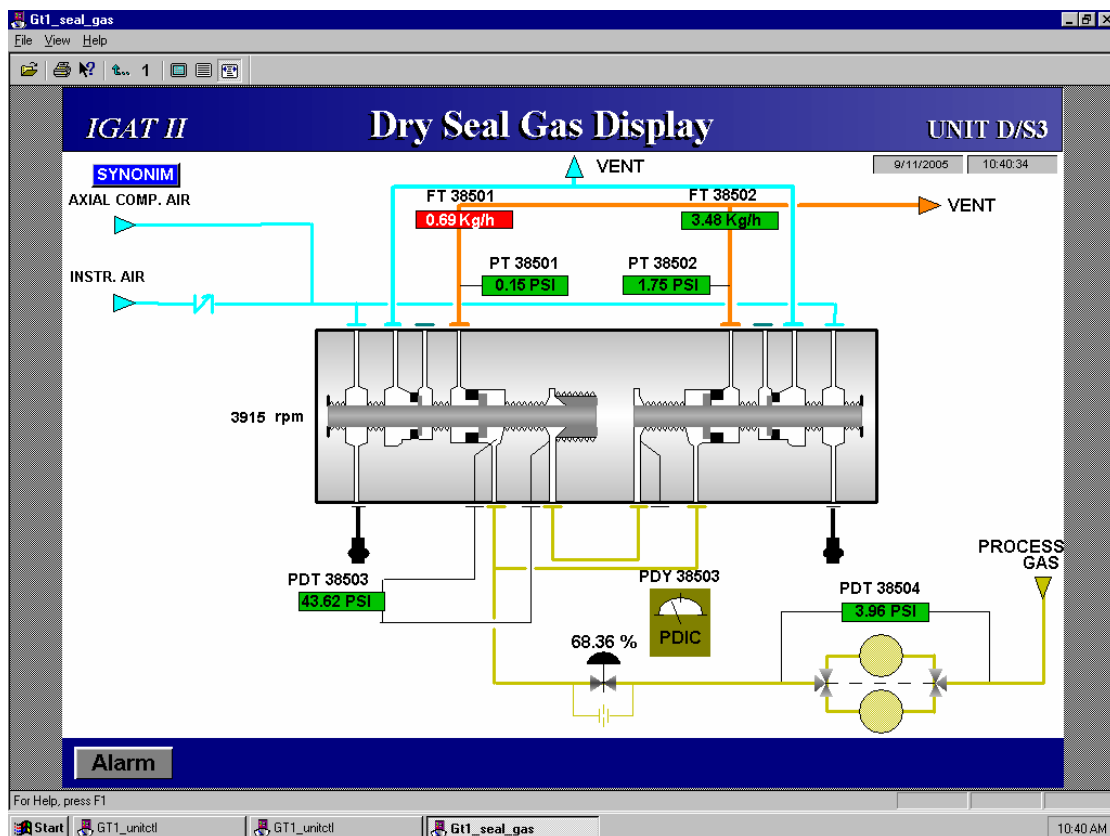 Gt1_seal_gas
File View Help
1
IGAT II
Dry Seal Gas Display
UNIT D/S3
9/11/2005
10:40:34
SYNONIM
VENT
AXIAL COMP. AIR
FT 38501
FT 38502
0.69 Kg/h
3.48 Kg/h
VENT
INSTR. AIR
PT 38501
PT 38502
0.15 PSI
1.75 PSI
3915 rpm
PROCESS
GAS
PDT 38503
43.62 PSI
PDY 38503
PDIC
PDT 38504
3.96 PSI
68.36 %
Alarm
For Help, press F1
Start
GT1_unitctl
GT1_unitctl
Gt1_seal_gas
10:40 AM